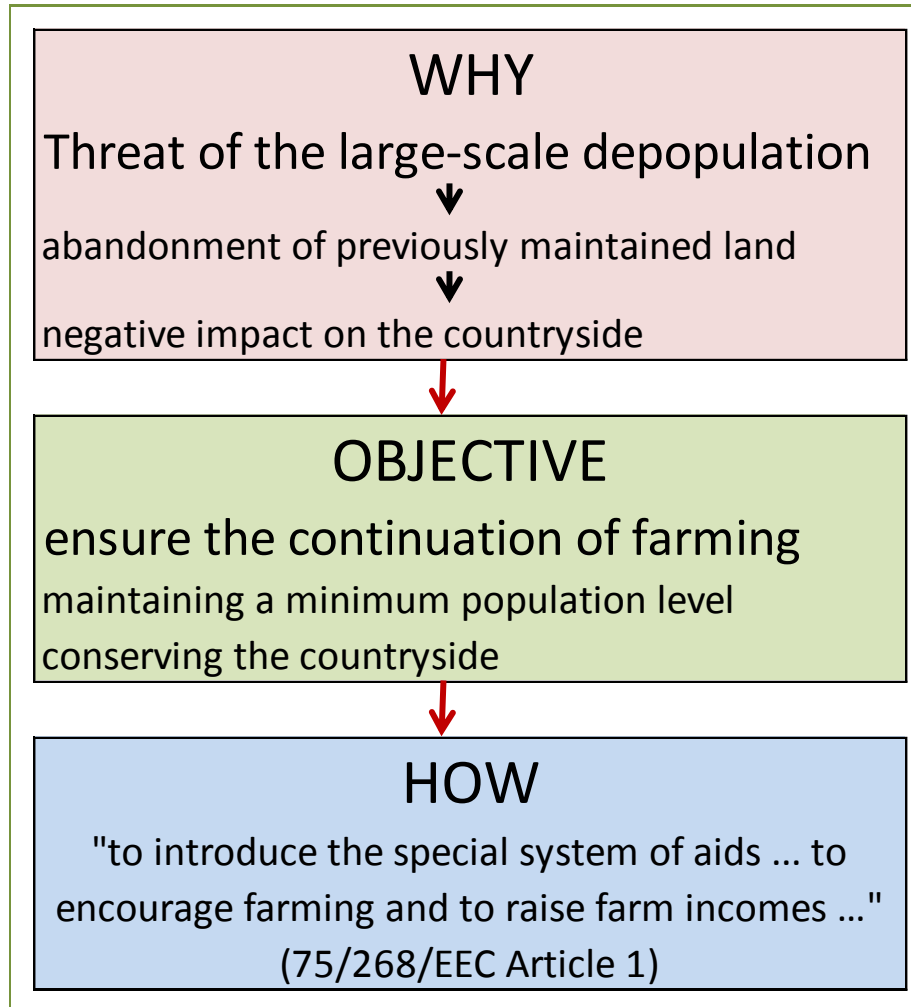 WHY
Threat of the large-scale depopulation
abandonment of previously maintained land
negative impact on the countryside
OBJECTIVE
ensure the continuation of farming
maintaining a minimum population level
conserving the countryside
HOW
"to introduce the special system of aids ... to
encourage farming and to raise farm incomes ..."
(75/268/EEC Article 1)